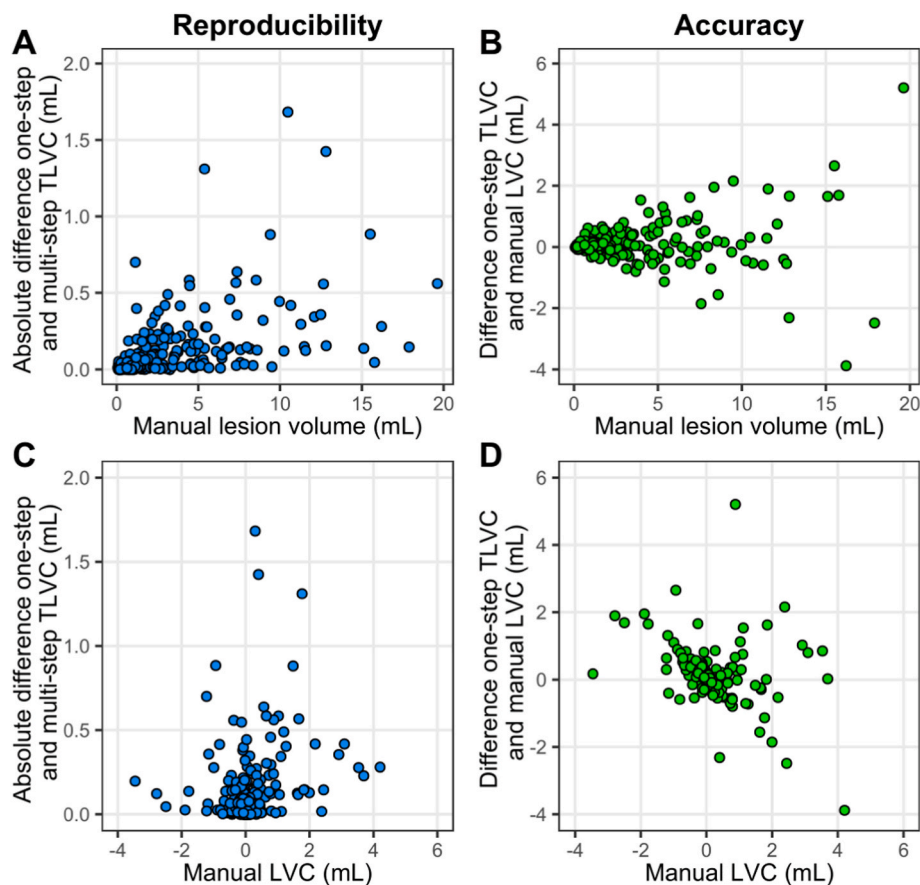 Reproducibility
Accuracy
A
Absolute difference one-step
and multi-step TLVC (mL)
2.0
1.5
1.0
0.5
0.0
0
5
10
15
20
Manual lesion volume (mL)
B
Difference one-step TLVC
and manual LVC (mL)
6
4
2
0
-2
-4
0
5
10
15
20
Manual lesion volume (mL)
C
Absolute difference one-step
and multi-step TLVC (mL)
2.0
1.5
1.0
0.5
0.0
-4
-2
0
2
4
6
Manual LVC (mL)
D
Difference one-step TLVC
and manual LVC (mL)
6
4
2
0
-2
-4
-4
-2
0
2
4
6
Manual LVC (mL)